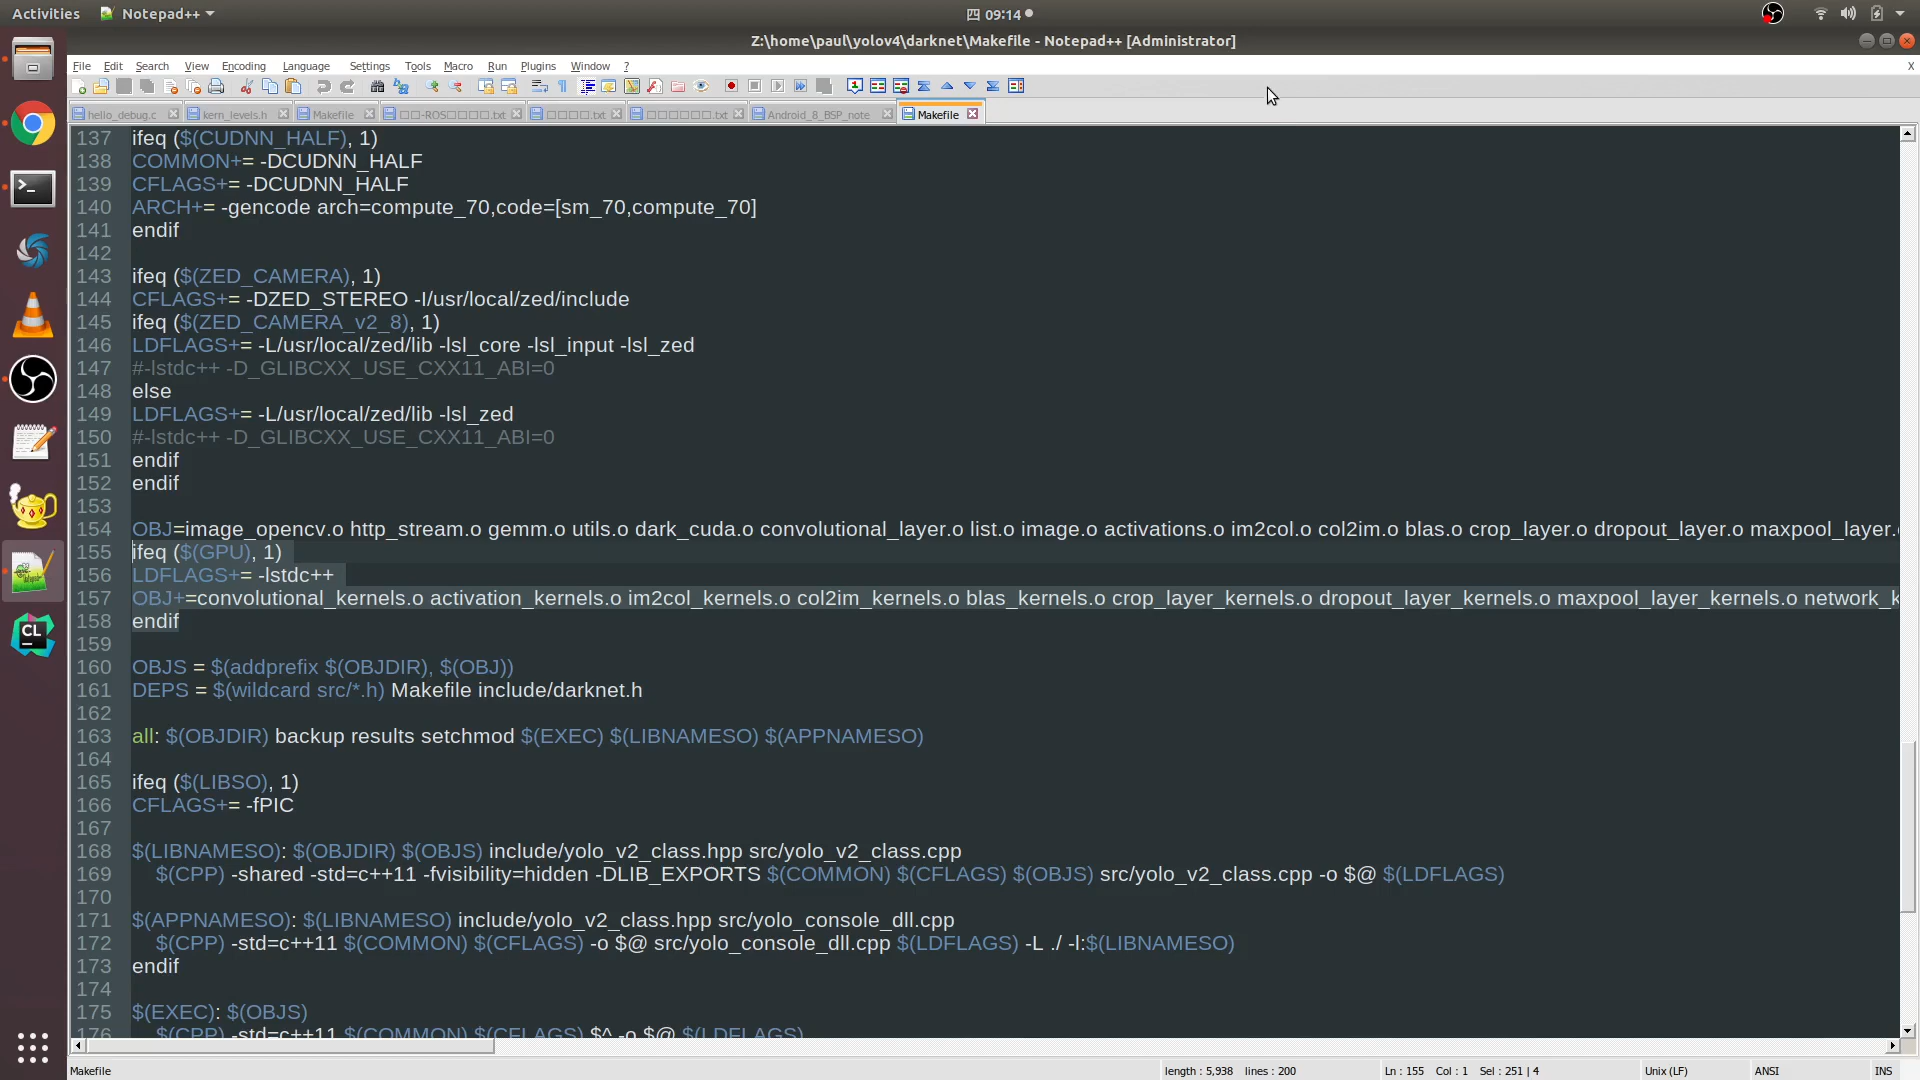 Activities Notepad++ 四 09:14
Z:\home\paul\yolov4\darknet\Makefile - Notepad++ [Administrator]
File Edit Search View Encoding Language Settings Tools Macro Run Plugins Window ? X
hello_debug.c kern_levels.h Makefile □□-ROS□□□□.txt □□□□.txt □□□□□□.txt Android_8_BSP_note Makefile
137 ifeq ($(CUDNN_HALF), 1)
138 COMMON+= -DCUDNN_HALF
139 CFLAGS+= -DCUDNN_HALF
140 ARCH+= -gencode arch=compute_70,code=[sm_70,compute_70]
141 endif
142
143 ifeq ($(ZED_CAMERA), 1)
144 CFLAGS+= -DZED_STEREO -I/usr/local/zed/include
145 ifeq ($(ZED_CAMERA_v2_8), 1)
146 LDFLAGS+= -L/usr/local/zed/lib -lsl_core -lsl_input -lsl_zed
147 #-lstdc++ -D_GLIBCXX_USE_CXX11_ABI=0
148 else
149 LDFLAGS+= -L/usr/local/zed/lib -lsl_zed
150 #-lstdc++ -D_GLIBCXX_USE_CXX11_ABI=0
151 endif
152 endif
153
154 OBJ=image_opencv.o http_stream.o gemm.o utils.o dark_cuda.o convolutional_layer.o list.o image.o activations.o im2col.o col2im.o blas.o crop_layer.o dropout_layer.o maxpool_layer.
155 ifeq ($(GPU), 1)
156 LDFLAGS+= -lstdc++
157 OBJ+=convolutional_kernels.o activation_kernels.o im2col_kernels.o col2im_kernels.o blas_kernels.o crop_layer_kernels.o dropout_layer_kernels.o maxpool_layer_kernels.o network_k
158 endif
159
160 OBJS = $(addprefix $(OBJDIR), $(OBJ))
161 DEPS = $(wildcard src/*.h) Makefile include/darknet.h
162
163 all: $(OBJDIR) backup results setchmod $(EXEC) $(LIBNAMESO) $(APPNAMESO)
164
165 ifeq ($(LIBSO), 1)
166 CFLAGS+= -fPIC
167
168 $(LIBNAMESO): $(OBJDIR) $(OBJS) include/yolo_v2_class.hpp src/yolo_v2_class.cpp
169 $(CPP) -shared -std=c++11 -fvisibility=hidden -DLIB_EXPORTS $(COMMON) $(CFLAGS) $(OBJS) src/yolo_v2_class.cpp -o $@ $(LDFLAGS)
170
171 $(APPNAMESO): $(LIBNAMESO) include/yolo_v2_class.hpp src/yolo_console_dll.cpp
172 $(CPP) -std=c++11 $(COMMON) $(CFLAGS) -o $@ src/yolo_console_dll.cpp $(LDFLAGS) -L ./ -l:$(LIBNAMESO)
173 endif
174
175 $(EXEC): $(OBJS)
176 $(CPP) -std=c++11 $(COMMON) $(CFLAGS) $^ -o $@ $(LDFLAGS)
Makefile length : 5,938 lines : 200 Ln : 155 Col : 1 Sel : 251 | 4 Unix (LF) ANSI INS